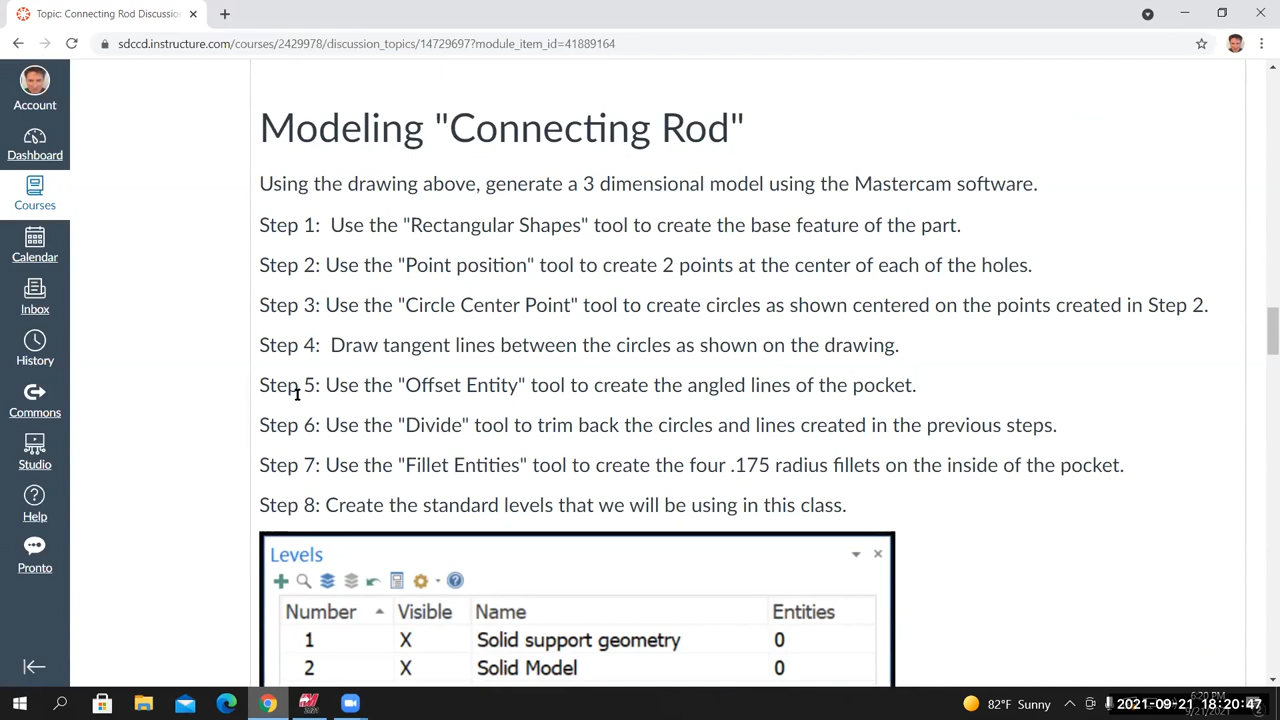 Topic: Connecting Rod Discussio
sdccd.instructure.com/courses/2429978/discussion_topics/14729697?module_item_id=41889164
Account
Dashboard
Courses
Calendar
Inbox
History
Commons
Studio
Help
Pronto
Modeling "Connecting Rod"
Using the drawing above, generate a 3 dimensional model using the Mastercam software.
Step 1:  Use the "Rectangular Shapes" tool to create the base feature of the part.
Step 2: Use the "Point position" tool to create 2 points at the center of each of the holes.
Step 3: Use the "Circle Center Point" tool to create circles as shown centered on the points created in Step 2.
Step 4:  Draw tangent lines between the circles as shown on the drawing.
Step 5: Use the "Offset Entity" tool to create the angled lines of the pocket.
Step 6: Use the "Divide" tool to trim back the circles and lines created in the previous steps.
Step 7: Use the "Fillet Entities" tool to create the four .175 radius fillets on the inside of the pocket.
Step 8: Create the standard levels that we will be using in this class.
Levels
Number Visible Name Entities
1 X Solid support geometry 0
2 X Solid Model 0
82°F Sunny
6:20 PM
2021-09-21 18:20:47
9/21/2021